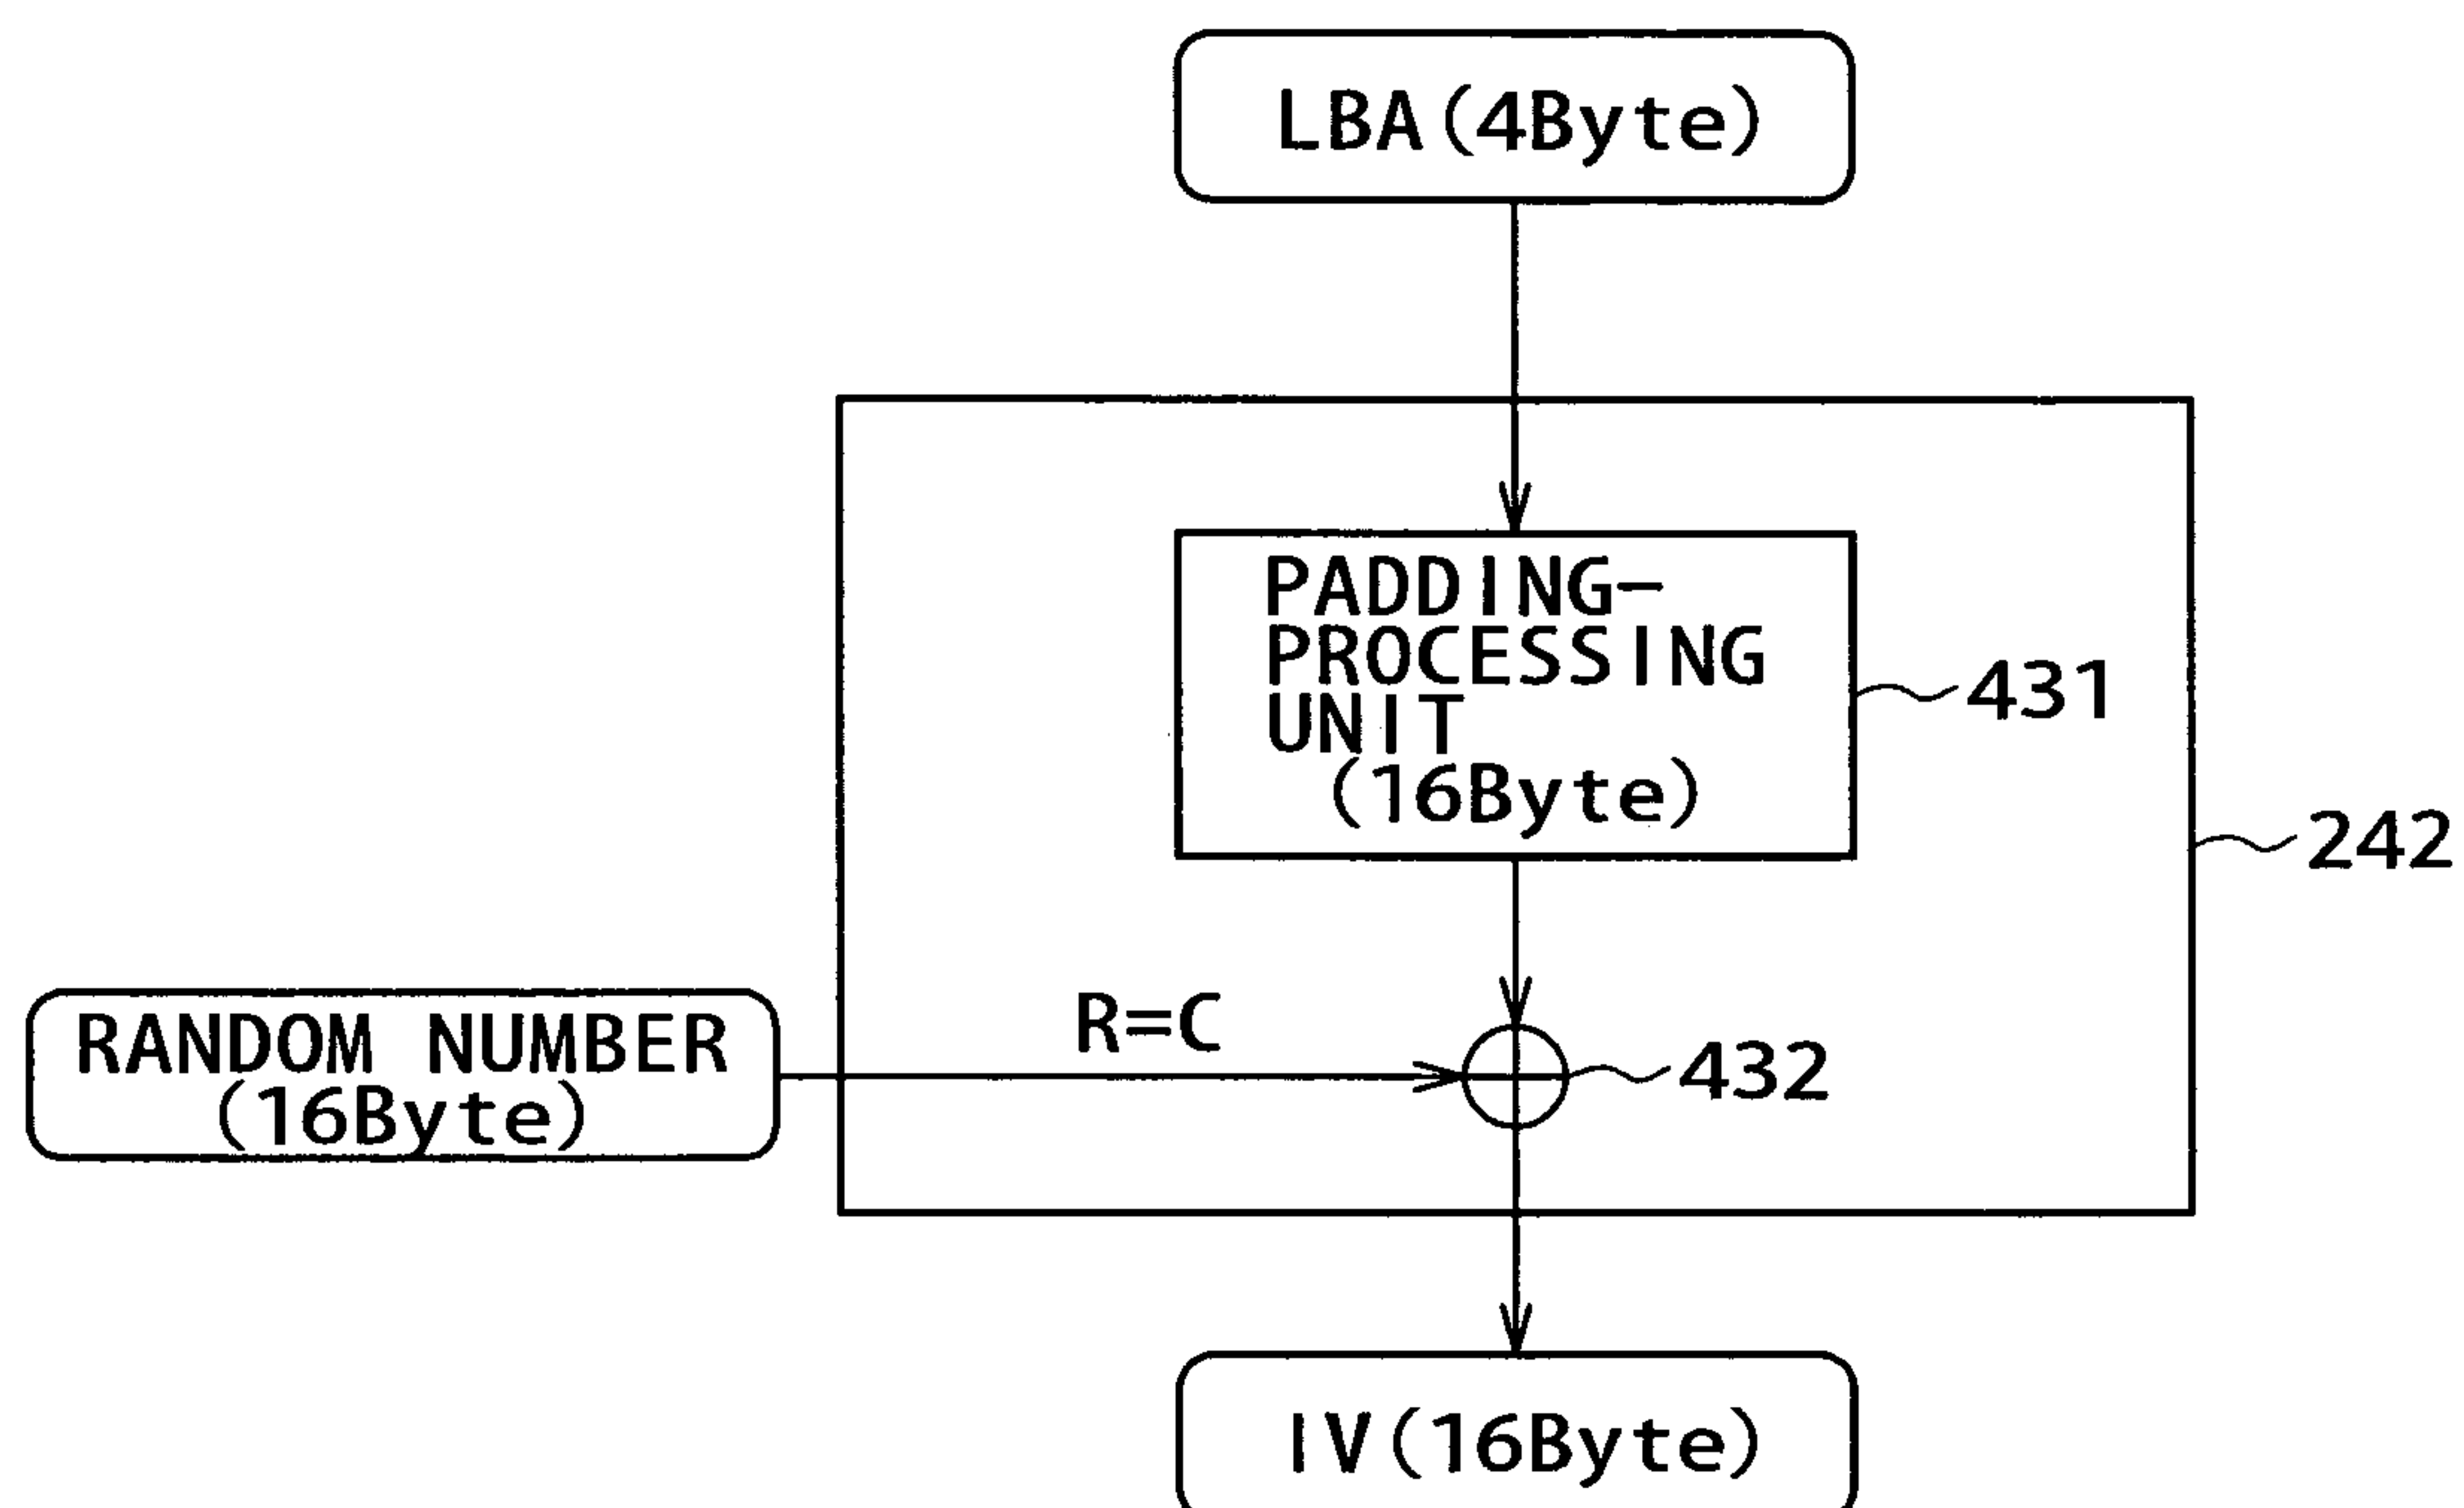 LBA(4Byte)
PADDING-
PROCESSING
UNIT
(16Byte)
431
242
R=C
RANDOM NUMBER
(16Byte)
432
IV(16Byte)